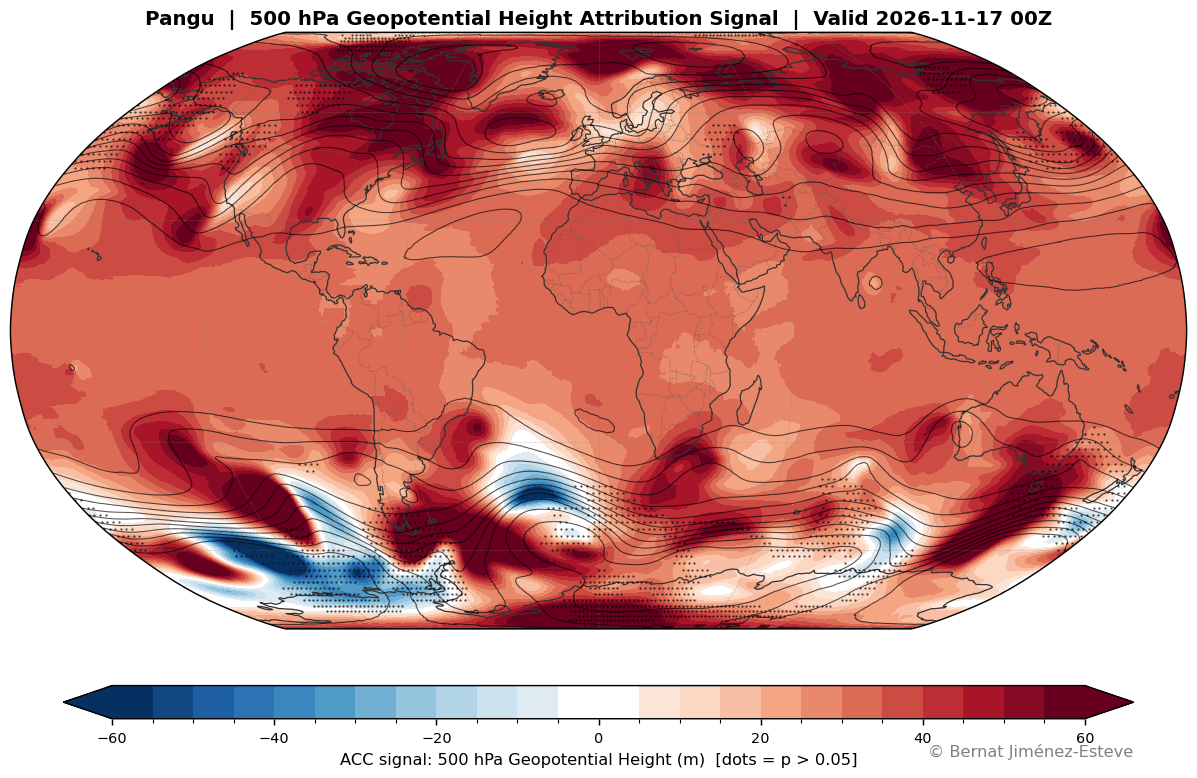 Pangu | 500 hPa Geopotential Height Attribution Signal | Valid 2026-11-17 00Z
−60 −40 −20 0 20 40 60
© Bernat Jiménez-Esteve
ACC signal: 500 hPa Geopotential Height (m) [dots = p > 0.05]